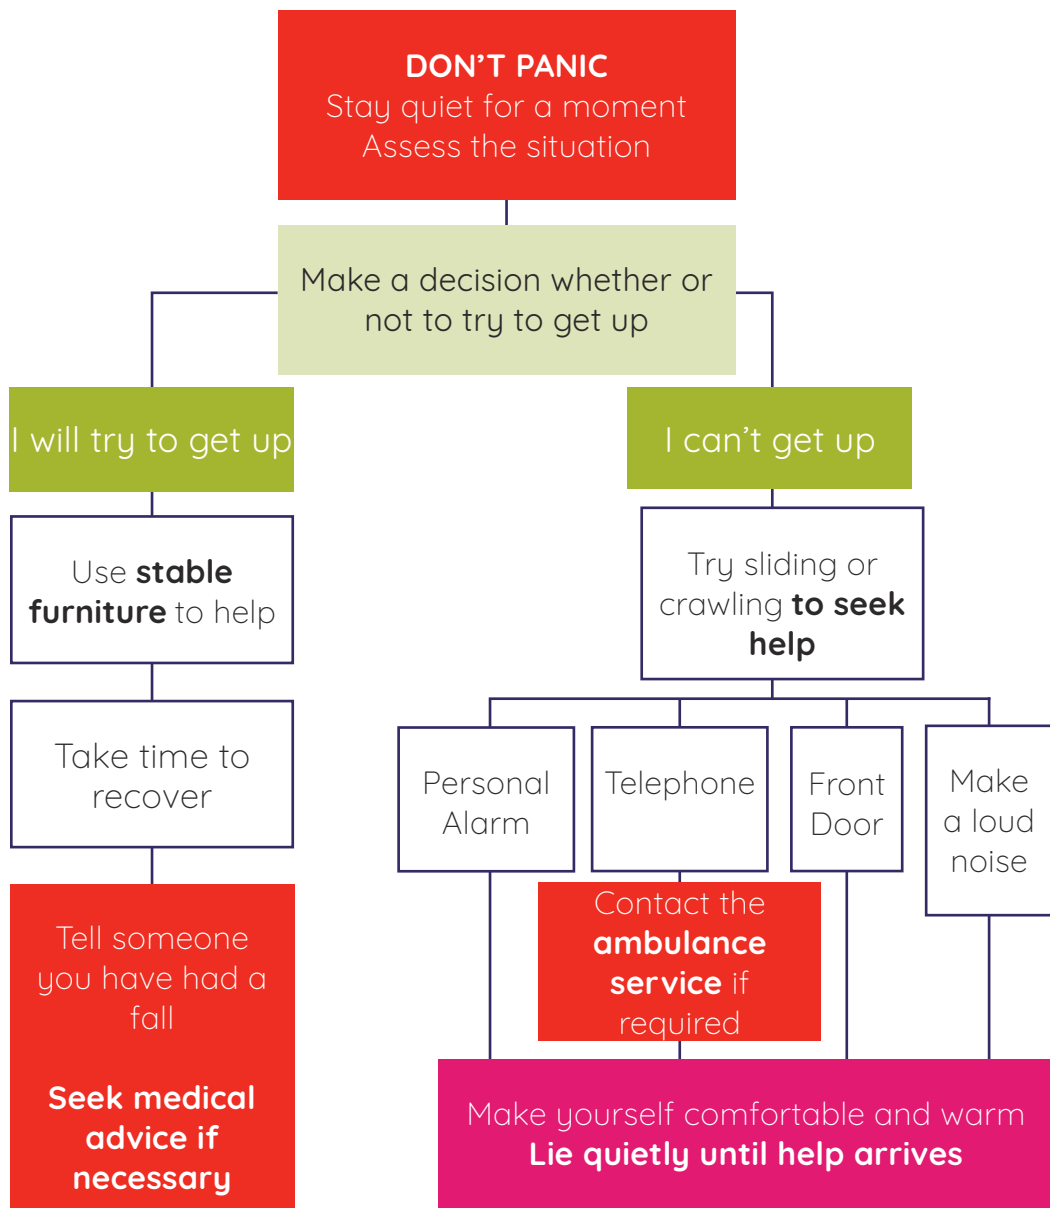 DON'T PANIC
Stay quiet for a moment
Assess the situation
Make a decision whether or
not to try to get up
I will try to get up
Use stable
furniture to help
Take time to
recover
Tell someone
you have had a
fall
Seek medical
advice if
necessary
I can't get up
Try sliding or
crawling to seek
help
Personal
Alarm
Telephone
Front
Door
Make
a loud
noise
Contact the
ambulance
service if
required
Make yourself comfortable and warm
Lie quietly until help arrives